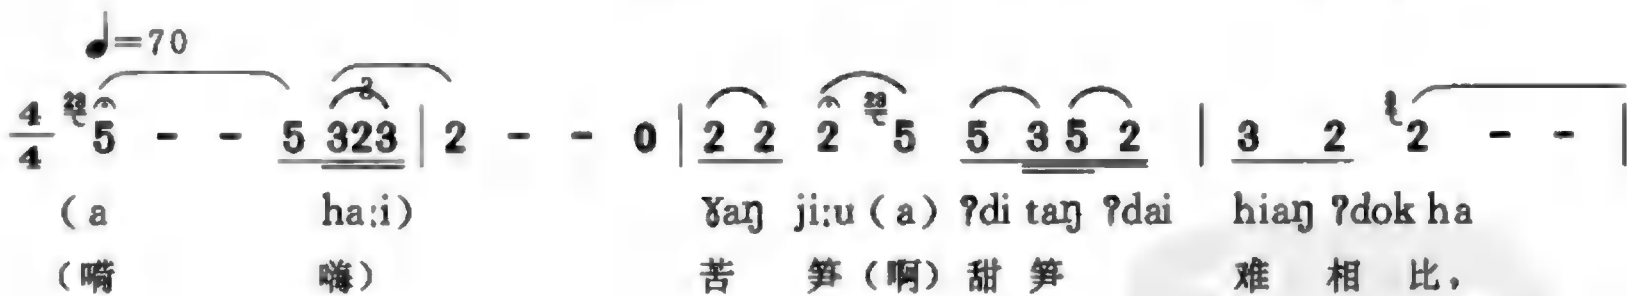 ♩=70
4/4 5 - - 5 323 | 2 - - 0 | 2 2 2 5 5 3 5 2 | 3 2 2 - - |
(a ha:i) ɣaŋ ji:u (a) ʔdi taŋ ʔdai hiaŋ ʔdok ha
(嗬 嗨) 苦 笋 (啊) 甜 笋 难 相 比,